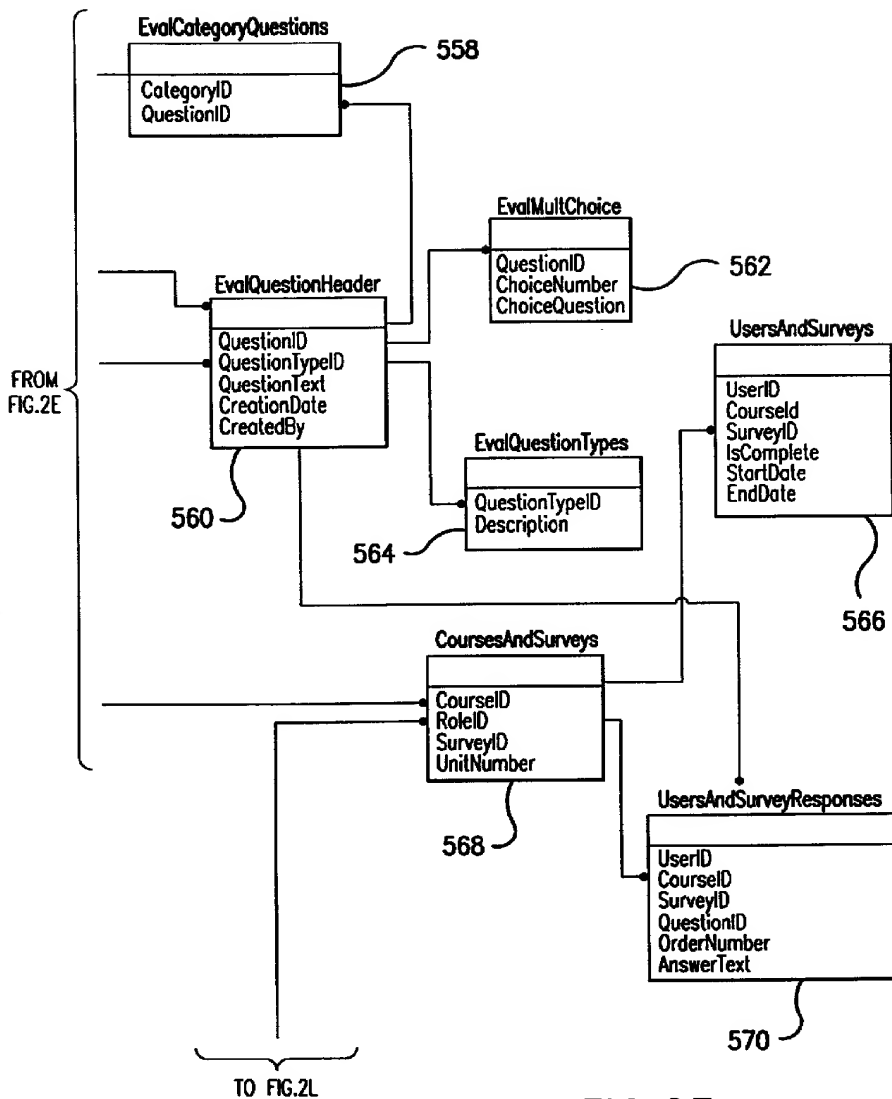 EvalCategoryQuestions
558
CategoryID
QuestionID
EvalMultChoice
QuestionID
ChoiceNumber
ChoiceQuestion
562
EvalQuestionHeader
QuestionID
QuestionTypeID
QuestionText
CreationDate
CreatedBy
560
FROM
FIG.2E
UsersAndSurveys
UserID
CourseId
SurveyID
IsComplete
StartDate
EndDate
566
EvalQuestionTypes
QuestionTypeID
Description
564
CoursesAndSurveys
CourseID
RoleID
SurveyID
UnitNumber
568
UsersAndSurveyResponses
UserID
CourseID
SurveyID
QuestionID
OrderNumber
AnswerText
570
TO FIG.2L